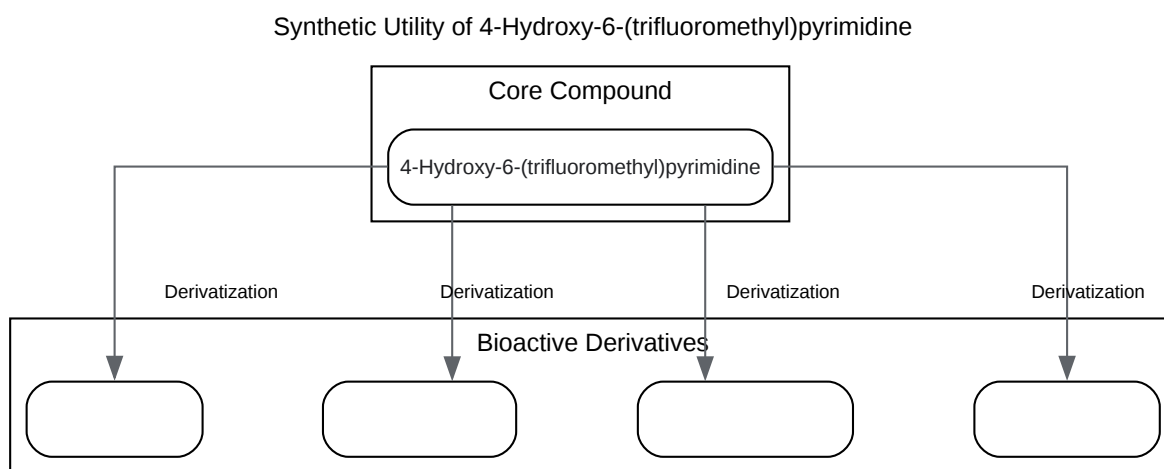 Synthetic Utility of 4-Hydroxy-6-(trifluoromethyl)pyrimidine
Core Compound
4-Hydroxy-6-(trifluoromethyl)pyrimidine
Derivatization
Derivatization
Derivatization
Derivatization
Bioactive Derivatives